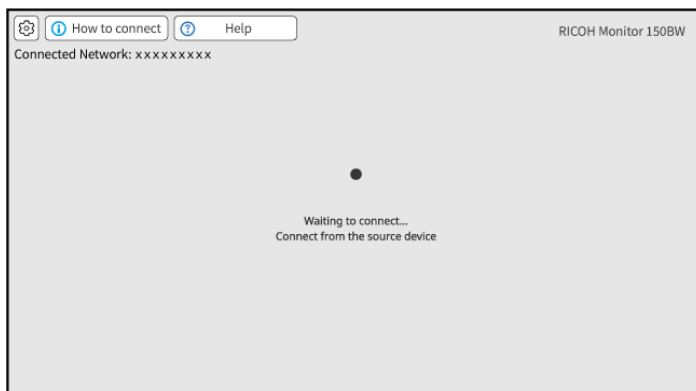 How to connect
Help
RICOH Monitor 150BW
Connected Network: xxxxxxxxx
Waiting to connect...
Connect from the source device